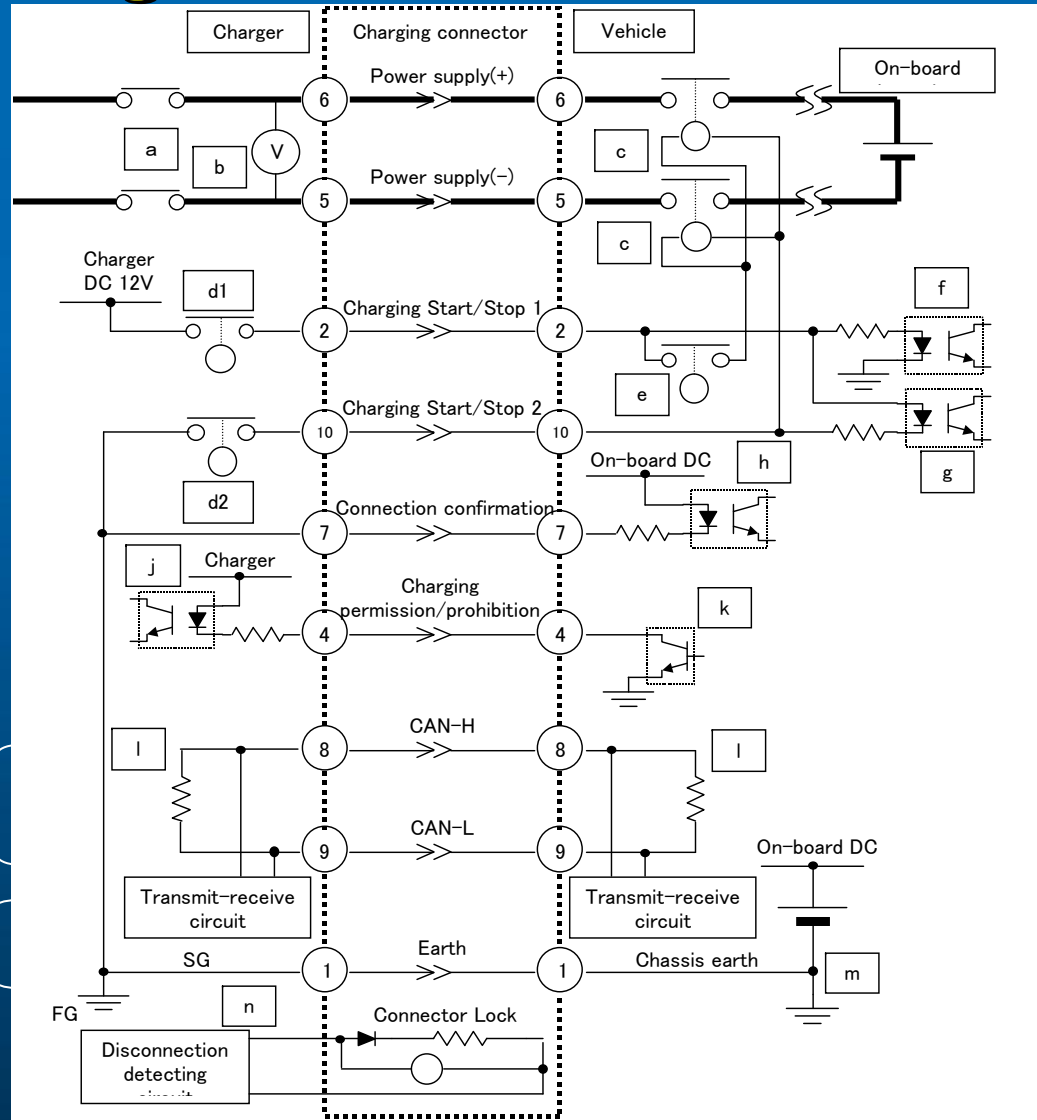 Charger
Charging connector
Vehicle
Power supply(+)
On-board
6
6
a
b
V
c
Power supply(-)
5
5
c
Charger
DC 12V
d1
Charging Start/Stop 1
f
2
2
e
Charging Start/Stop 2
10
10
On-board DC
h
g
d2
Connection confirmation
7
7
j
Charger
Charging
permission/prohibition
k
4
4
CAN-H
l
8
8
l
CAN-L
9
9
On-board DC
Transmit-receive
circuit
Transmit-receive
circuit
Earth
SG
1
1
Chassis earth
m
FG
n
Connector Lock
Disconnection
detecting